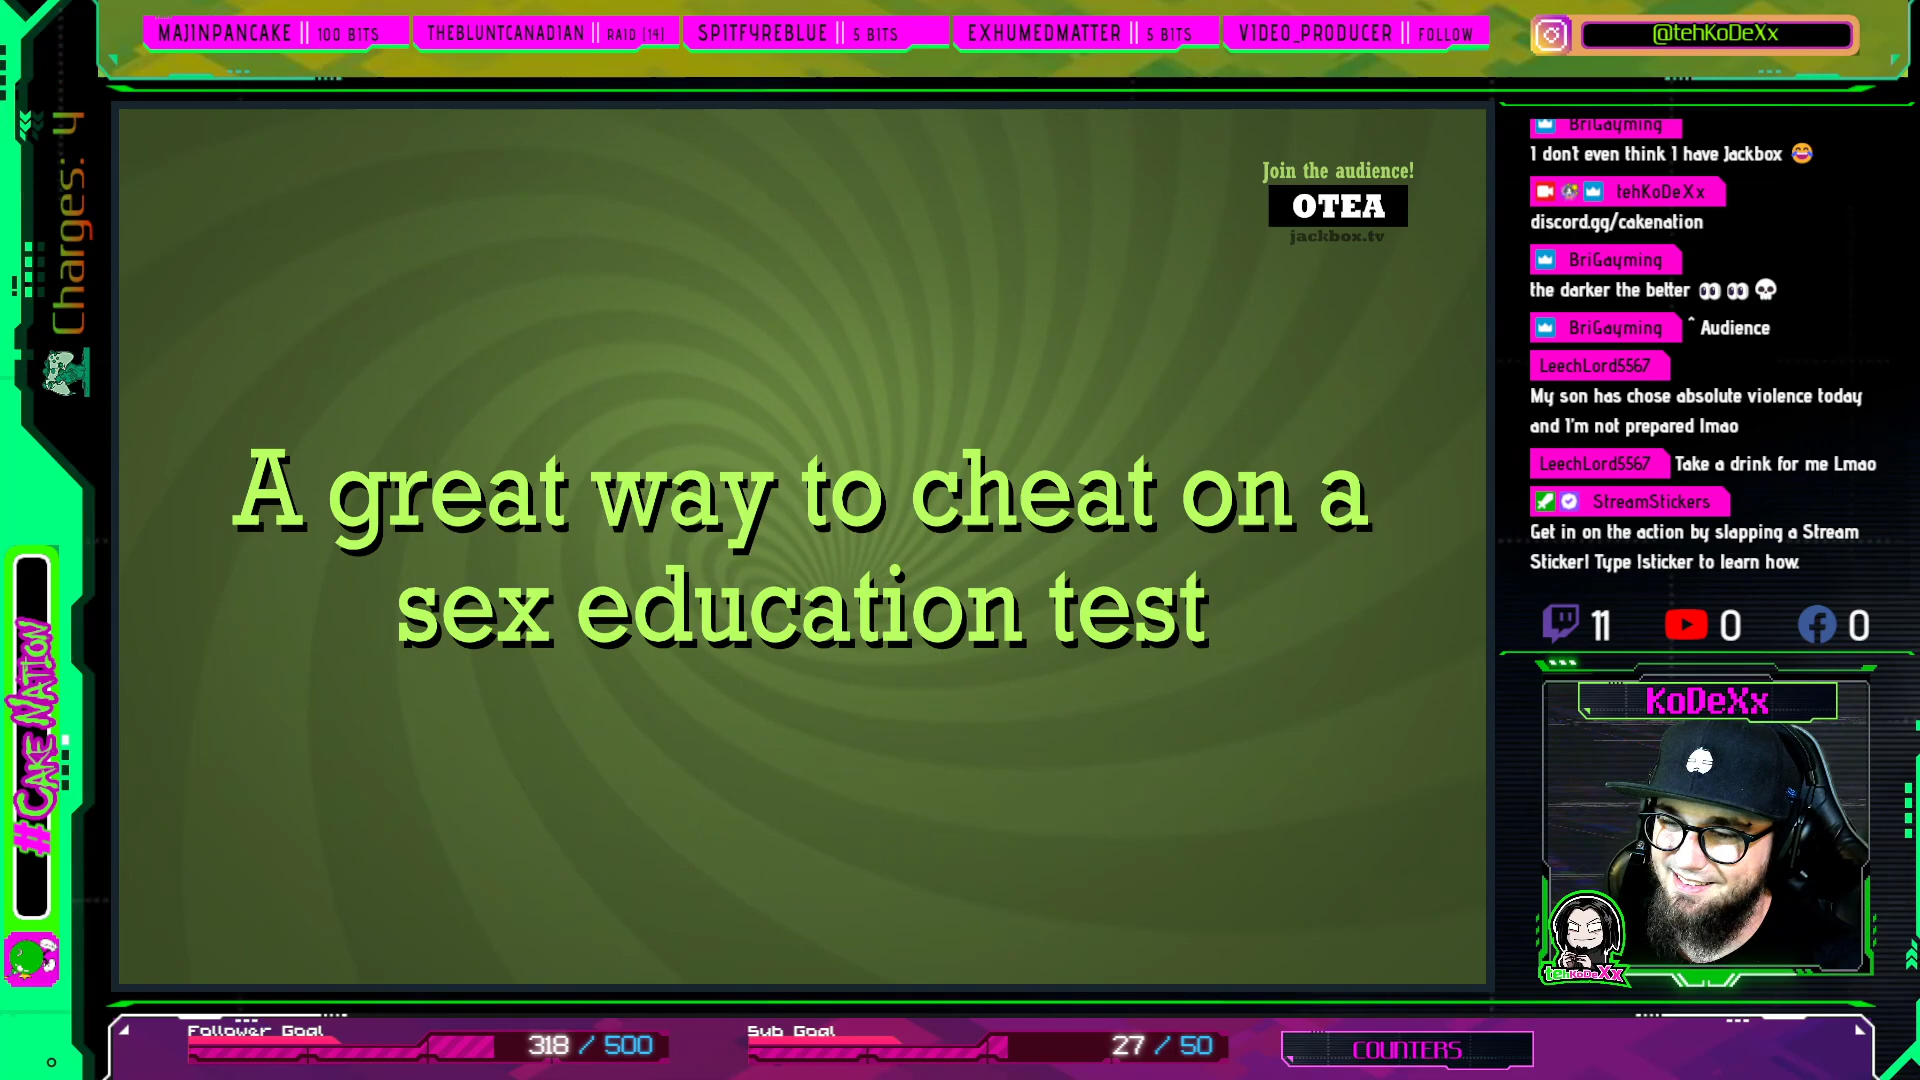 MAJINPANCAKE || 100 BITS
THEBLUNTCANADIAN || RAID (14)
SPITFYREBLUE || 5 BITS
EXHUMEDMATTER || 5 BITS
VIDEO_PRODUCER || FOLLOW
@tehKoDeXx
Charges: 4
#CAKE NATION
Join the audience!
OTEA
jackbox.tv
A great way to cheat on a
sex education test
BriGayming
I don't even think I have Jackbox 😂
tehKoDeXx
discord.gg/cakenation
BriGayming
the darker the better 👀 👀 💀
BriGayming ^ Audience
LeechLord5567
My son has chose absolute violence today
and I'm not prepared lmao
LeechLord5567 Take a drink for me Lmao
StreamStickers
Get in on the action by slapping a Stream
Sticker! Type !sticker to learn how.
11
0
0
KoDeXx
tehKoDeXx
Follower Goal
318 / 500
Sub Goal
27 / 50
COUNTERS